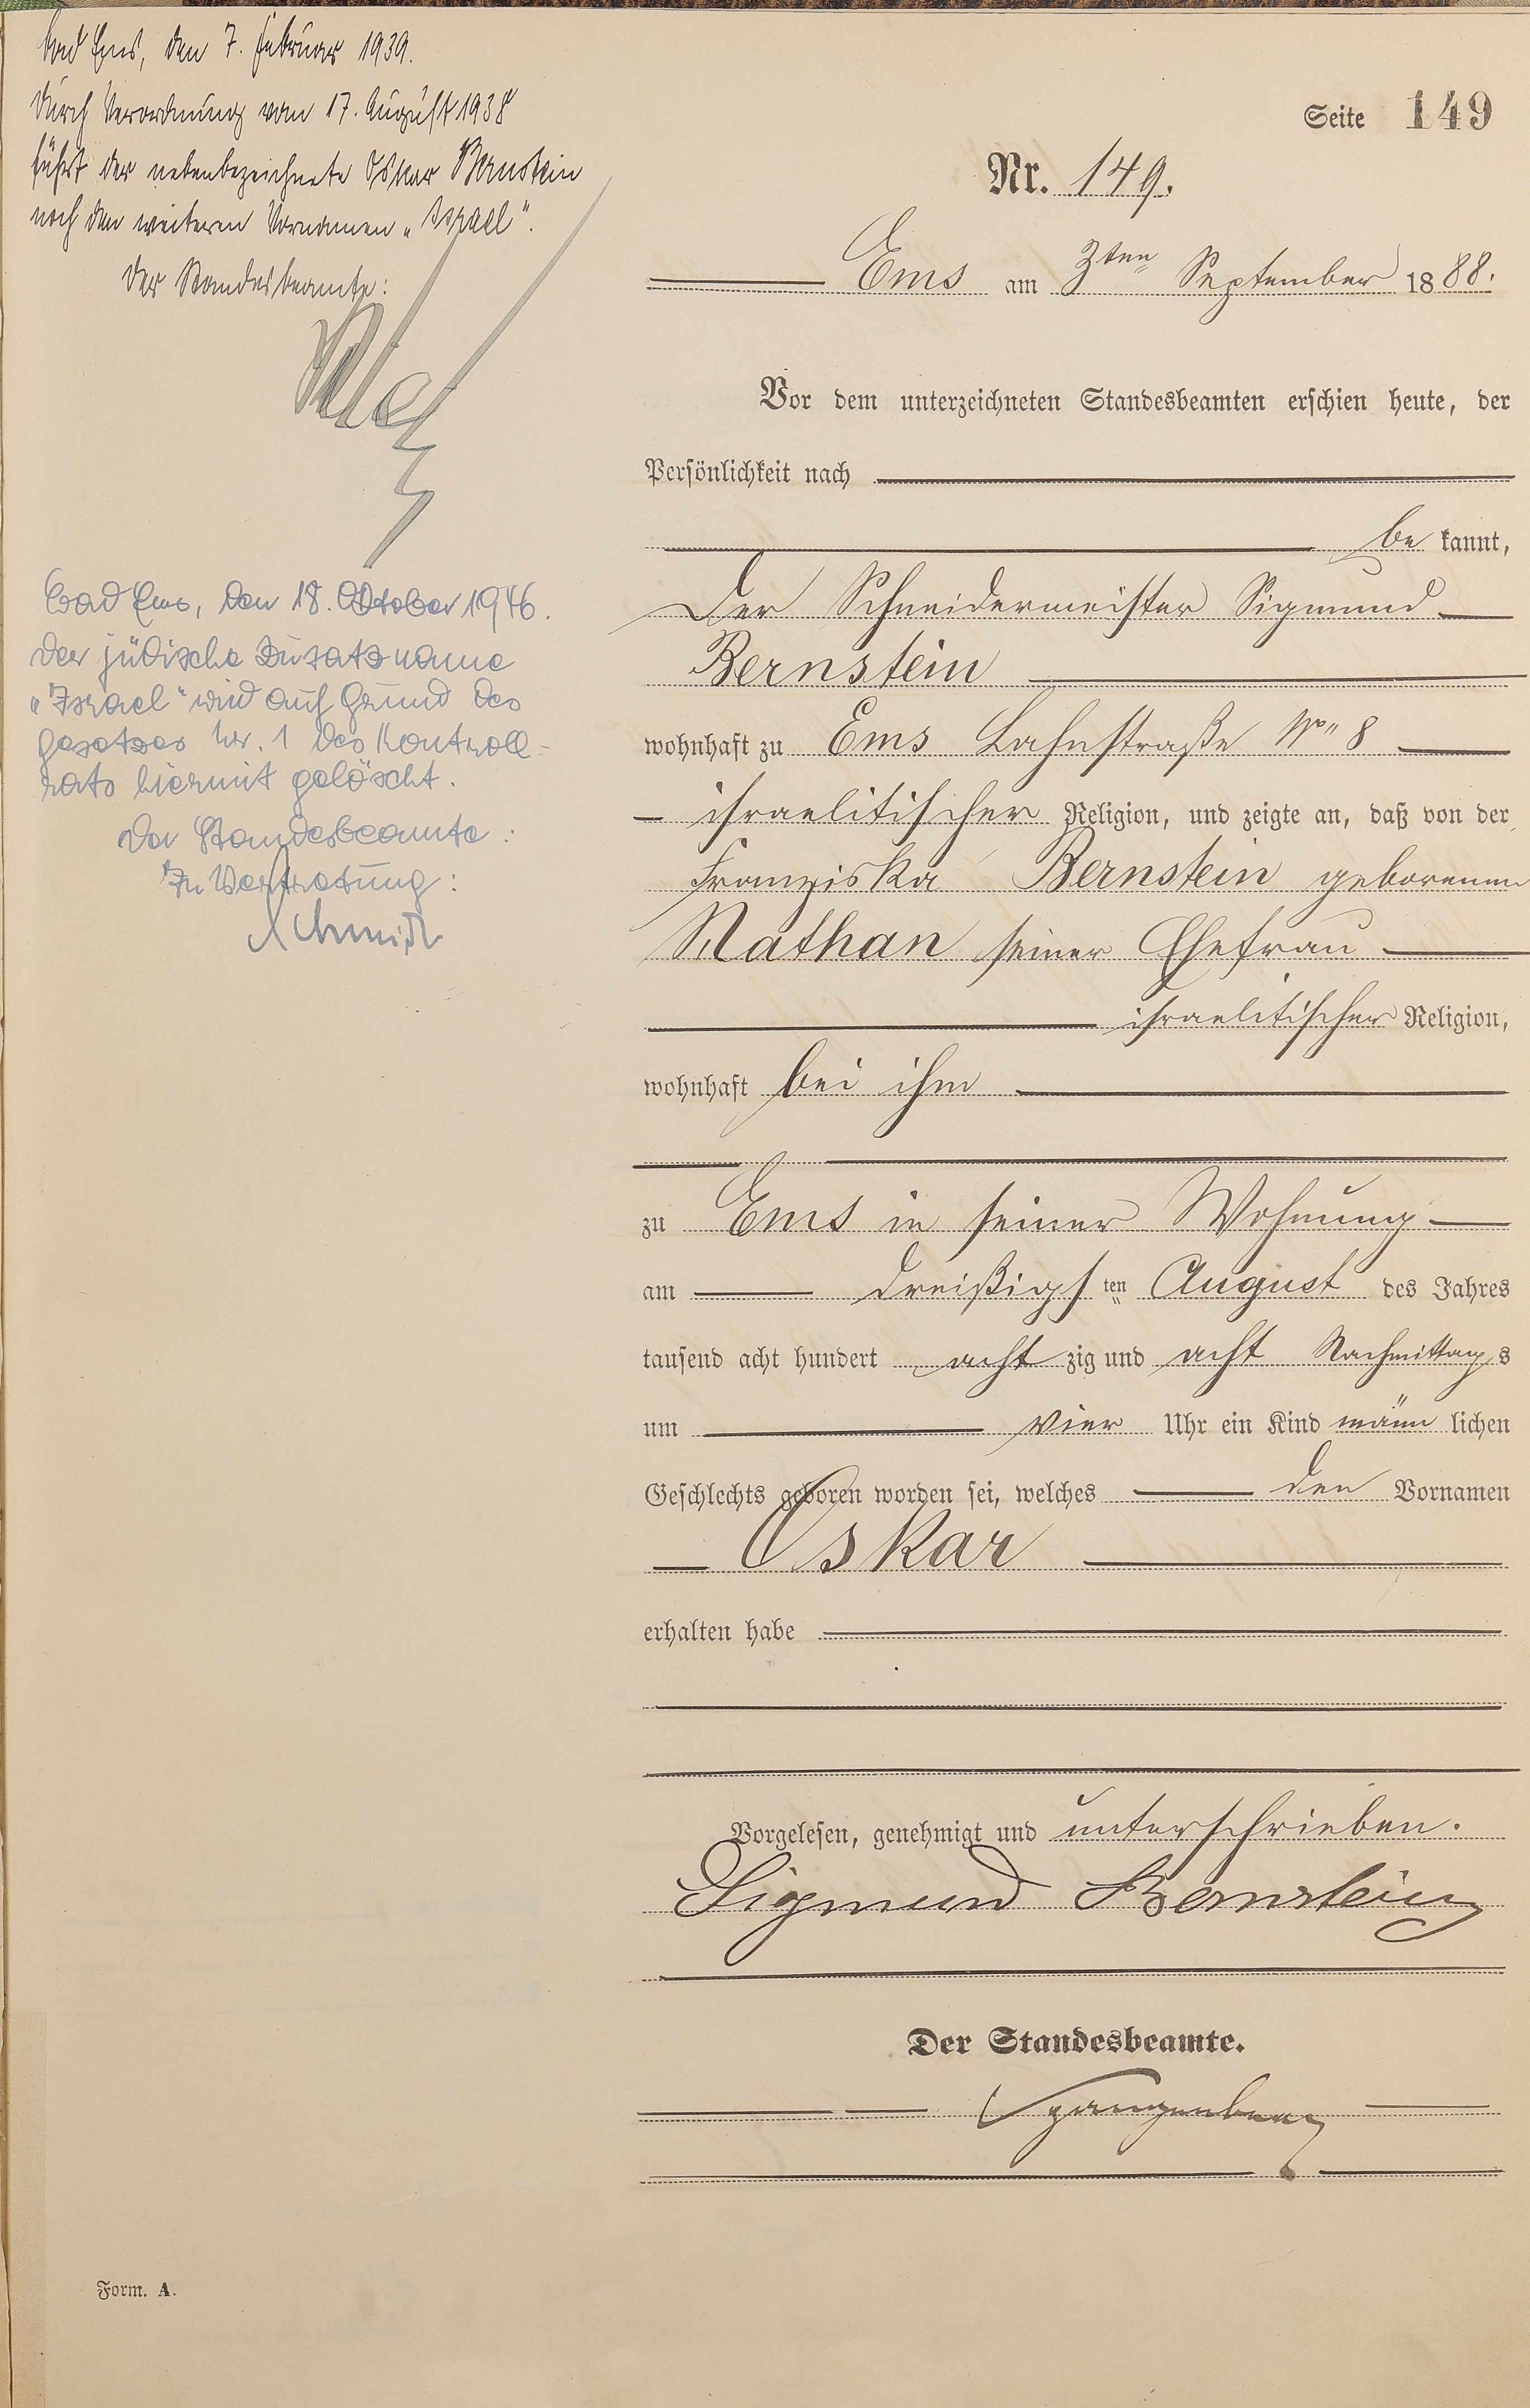 Bad Ems, den 7. Februar 1939.
Durch Verordnung vom 17. August 1938
führt der nebenbezeichnete Oskar Bernstein
noch den weiteren Vornamen „Israel".
Der Standesbeamte:
Bad Ems, den 18. Oktober 1946.
Der jüdische Zusatzname
„Israel" wird auf Grund des
Gesetzes Nr. 1 des Kontroll-
rats hiermit gelöscht.
Der Standesbeamte:
In Vertretung:
Schmidt
Form. A.
Seite 149
Nr. 149.
Ems am 3ten September 1888.
Vor dem unterzeichneten Standesbeamten erschien heute, der
Persönlichkeit nach
be kannt,
Der Schneidermeister Sigmund
Bernstein
wohnhaft zu Ems Lahnstraße No 8
israelitischer Religion, und zeigte an, daß von der
Franziska Bernstein geborenen
Nathan seiner Ehefrau
israelitischer Religion,
wohnhaft bei ihm
zu Ems in seiner Wohnung
am dreißigsten August des Jahres
tausend acht hundert acht zig und acht Nachmittags
um vier Uhr ein Kind männ lichen
Geschlechts geboren worden sei, welches den Vornamen
Oskar
erhalten habe
Vorgelesen, genehmigt und unterschrieben.
Sigmund Bernstein
Der Standesbeamte.
Spangenberg